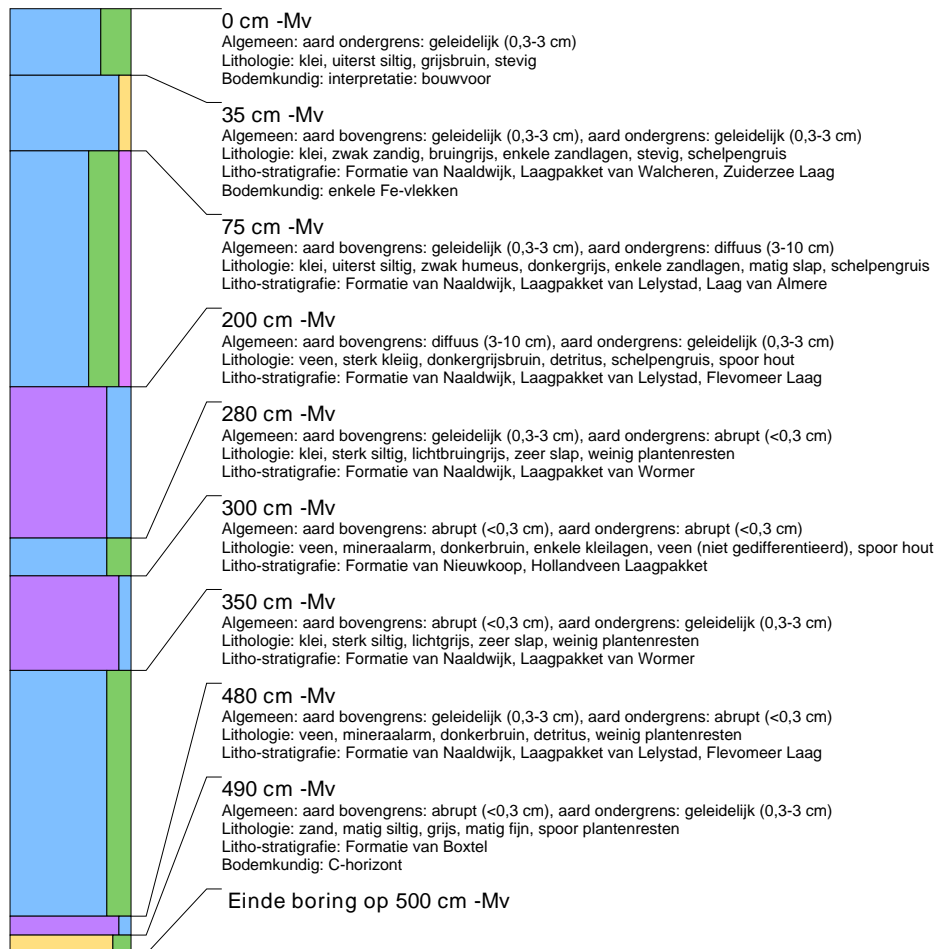 0 cm -Mv
Algemeen: aard ondergrens: geleidelijk (0,3-3 cm)
Lithologie: klei, uiterst siltig, grijsbruin, stevig
Bodemkundig: interpretatie: bouwvoor
35 cm -Mv
Algemeen: aard bovengrens: geleidelijk (0,3-3 cm), aard ondergrens: geleidelijk (0,3-3 cm)
Lithologie: klei, zwak zandig, bruingrijs, enkele zandlagen, stevig, schelpengruis
Litho-stratigrafie: Formatie van Naaldwijk, Laagpakket van Walcheren, Zuiderzee Laag
Bodemkundig: enkele Fe-vlekken
75 cm -Mv
Algemeen: aard bovengrens: geleidelijk (0,3-3 cm), aard ondergrens: diffuus (3-10 cm)
Lithologie: klei, uiterst siltig, zwak humeus, donkergrijs, enkele zandlagen, matig slap, schelpengruis
Litho-stratigrafie: Formatie van Naaldwijk, Laagpakket van Lelystad, Laag van Almere
200 cm -Mv
Algemeen: aard bovengrens: diffuus (3-10 cm), aard ondergrens: geleidelijk (0,3-3 cm)
Lithologie: veen, sterk kleiig, donkergrijsbruin, detritus, schelpengruis, spoor hout
Litho-stratigrafie: Formatie van Naaldwijk, Laagpakket van Lelystad, Flevomeer Laag
280 cm -Mv
Algemeen: aard bovengrens: geleidelijk (0,3-3 cm), aard ondergrens: abrupt (<0,3 cm)
Lithologie: klei, sterk siltig, lichtbruingrijs, zeer slap, weinig plantenresten
Litho-stratigrafie: Formatie van Naaldwijk, Laagpakket van Wormer
300 cm -Mv
Algemeen: aard bovengrens: abrupt (<0,3 cm), aard ondergrens: abrupt (<0,3 cm)
Lithologie: veen, mineraalarm, donkerbruin, enkele kleilagen, veen (niet gedifferentieerd), spoor hout
Litho-stratigrafie: Formatie van Nieuwkoop, Hollandveen Laagpakket
350 cm -Mv
Algemeen: aard bovengrens: abrupt (<0,3 cm), aard ondergrens: geleidelijk (0,3-3 cm)
Lithologie: klei, sterk siltig, lichtgrijs, zeer slap, weinig plantenresten
Litho-stratigrafie: Formatie van Naaldwijk, Laagpakket van Wormer
480 cm -Mv
Algemeen: aard bovengrens: geleidelijk (0,3-3 cm), aard ondergrens: abrupt (<0,3 cm)
Lithologie: veen, mineraalarm, donkerbruin, detritus, weinig plantenresten
Litho-stratigrafie: Formatie van Naaldwijk, Laagpakket van Lelystad, Flevomeer Laag
490 cm -Mv
Algemeen: aard bovengrens: abrupt (<0,3 cm), aard ondergrens: geleidelijk (0,3-3 cm)
Lithologie: zand, matig siltig, grijs, matig fijn, spoor plantenresten
Litho-stratigrafie: Formatie van Boxtel
Bodemkundig: C-horizont
Einde boring op 500 cm -Mv